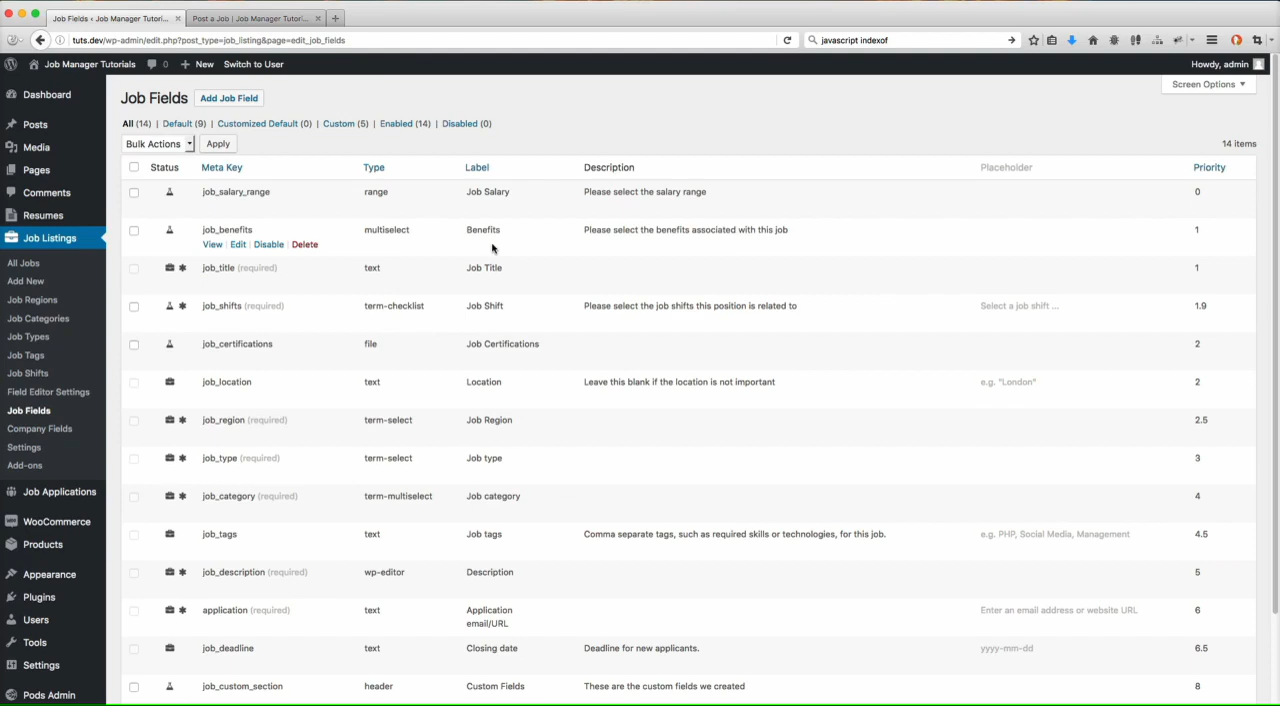 Job Fields ‹ Job Manager Tutori... × Post a Job | Job Manager Tutori... × +
tuts.dev/wp-admin/edit.php?post_type=job_listing&page=edit_job_fields javascript indexof
Job Manager Tutorials 0 + New Switch to User Howdy, admin
Screen Options ▼
Job Fields Add Job Field
All (14) | Default (9) | Customized Default (0) | Custom (5) | Enabled (14) | Disabled (0)
Bulk Actions Apply 14 items
Status Meta Key Type Label Description Placeholder Priority
job_salary_range range Job Salary Please select the salary range 0
job_benefits multiselect Benefits Please select the benefits associated with this job 1
View | Edit | Disable | Delete
job_title (required) text Job Title 1
job_shifts (required) term-checklist Job Shift Please select the job shifts this position is related to Select a job shift ... 1.9
job_certifications file Job Certifications 2
job_location text Location Leave this blank if the location is not important e.g. "London" 2
job_region (required) term-select Job Region 2.5
job_type (required) term-select Job type 3
job_category (required) term-multiselect Job category 4
job_tags text Job tags Comma separate tags, such as required skills or technologies, for this job. e.g. PHP, Social Media, Management 4.5
job_description (required) wp-editor Description 5
application (required) text Application email/URL Enter an email address or website URL 6
job_deadline text Closing date Deadline for new applicants. yyyy-mm-dd 6.5
job_custom_section header Custom Fields These are the custom fields we created 8
Dashboard
Posts
Media
Pages
Comments
Resumes
Job Listings
All Jobs
Add New
Job Regions
Job Categories
Job Types
Job Tags
Job Shifts
Field Editor Settings
Job Fields
Company Fields
Settings
Add-ons
Job Applications
WooCommerce
Products
Appearance
Plugins
Users
Tools
Settings
Pods Admin